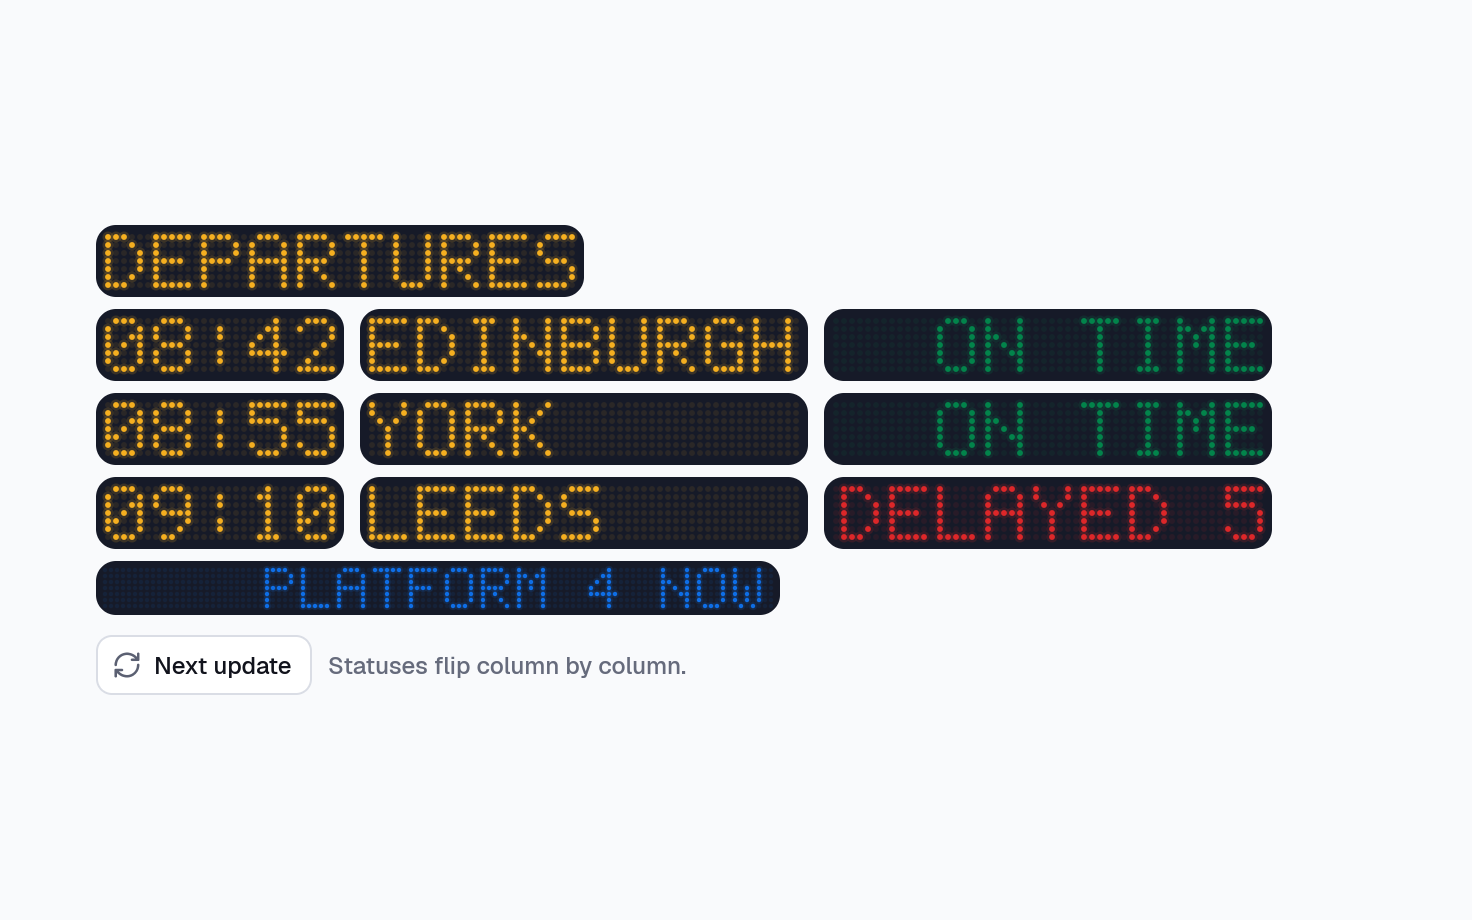 DEPARTURES
08:42 EDINBURGH ON TIME
08:55 YORK ON TIME
09:10 LEEDS DELAYED 5
PLATFORM 4 NOW
Next update Statuses flip column by column.